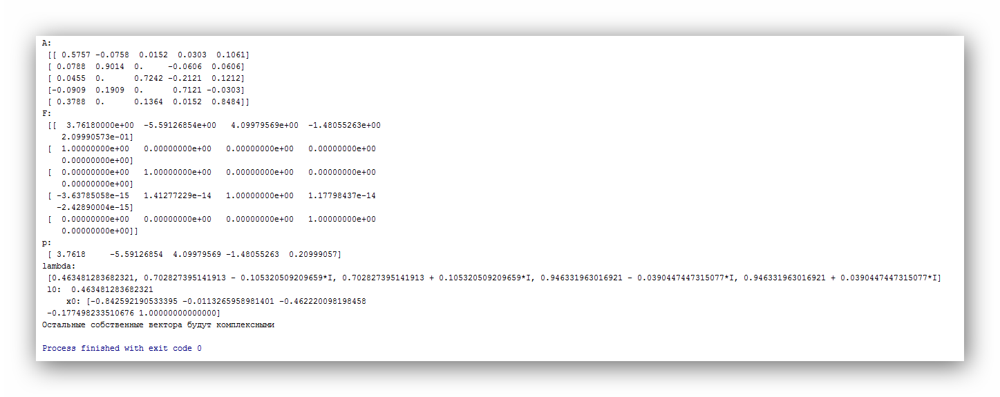 A:
[[ 0.5757 -0.0758 0.0152 0.0303 0.1061]
[ 0.0788 0.9014 0. -0.0606 0.0606]
[ 0.0455 0. 0.7242 -0.2121 0.1212]
[-0.0909 0.1909 0. 0.7121 -0.0303]
[ 0.3788 0. 0.1364 0.0152 0.8484]]
F:
[[ 3.76180000e+00 -5.59126854e+00 4.09979569e+00 -1.48055263e+00
2.09990573e-01]
[ 1.00000000e+00 0.00000000e+00 0.00000000e+00 0.00000000e+00
0.00000000e+00]
[ 0.00000000e+00 1.00000000e+00 0.00000000e+00 0.00000000e+00
0.00000000e+00]
[ -3.63785058e-15 1.41277229e-14 1.00000000e+00 1.17798437e-14
-2.42890004e-15]
[ 0.00000000e+00 0.00000000e+00 0.00000000e+00 1.00000000e+00
0.00000000e+00]]
p:
[ 3.7618 -5.59126854 4.09979569 -1.48055263 0.20999057]
lambda:
[0.463481283682321, 0.702827395141913 - 0.105320509209659*I, 0.702827395141913 + 0.105320509209659*I, 0.946331963016921 - 0.0390447447315077*I, 0.946331963016921 + 0.0390447447315077*I]
l0: 0.463481283682321
x0: [-0.842592190533395 -0.0113265958981401 -0.462220098198458
-0.177498233510676 1.00000000000000]
Остальные собственные вектора будут комплексными
Process finished with exit code 0